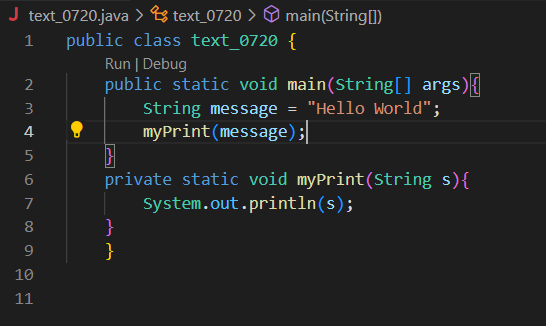 J text_0720.java > text_0720 > main(String[])
1 public class text_0720 {
Run | Debug
2 public static void main(String[] args){
3 String message = "Hello World";
4 myPrint(message);
5 }
6 private static void myPrint(String s){
7 System.out.println(s);
8 }
9 }
10
11